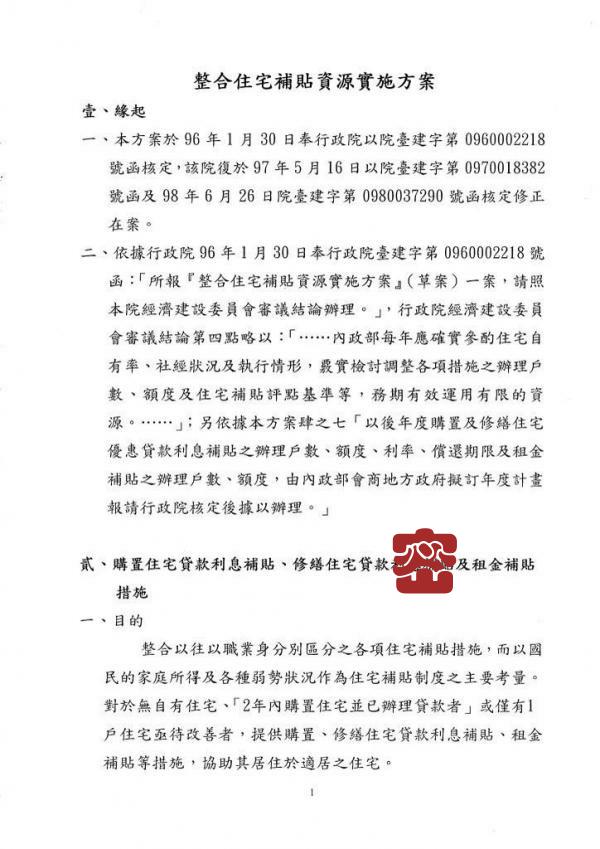 整合住宅補貼資源實施方案
壹、緣起
一、本方案於 96 年 1 月 30 日奉行政院以院臺建字第 0960002218
號函核定，該院復於 97 年 5 月 16 日以院臺建字第 0970018382
號函及 98 年 6 月 26 日院臺建字第 0980037290 號函核定修正
在案。
二、依據行政院 96 年 1 月 30 日奉行政院臺建字第 0960002218 號
函：「所報『整合住宅補貼資源實施方案』（草案）一案，請照
本院經濟建設委員會審議結論辦理。」，行政院經濟建設委員
會審議結論第四點略以：「……內政部每年應確實參酌住宅自
有率、社經狀況及執行情形，覈實檢討調整各項措施之辦理戶
數、額度及住宅補貼評點基準等，務期有效運用有限的資
源。……」；另依據本方案肆之七「以後年度購置及修繕住宅
優惠貸款利息補貼之辦理戶數、額度、利率、償還期限及租金
補貼之辦理戶數、額度，由內政部會商地方政府擬訂年度計畫
報請行政院核定後據以辦理。」
貳、購置住宅貸款利息補貼、修繕住宅貸款貼及租金補貼
措施
一、目的
整合以往以職業身分別區分之各項住宅補貼措施，而以國
民的家庭所得及各種弱勢狀況作為住宅補貼制度之主要考量。
對於無自有住宅、「2年內購置住宅並已辦理貸款者」或僅有1
戶住宅亟待改善者，提供購置、修繕住宅貸款利息補貼、租金
補貼等措施，協助其居住於適居之住宅。
1